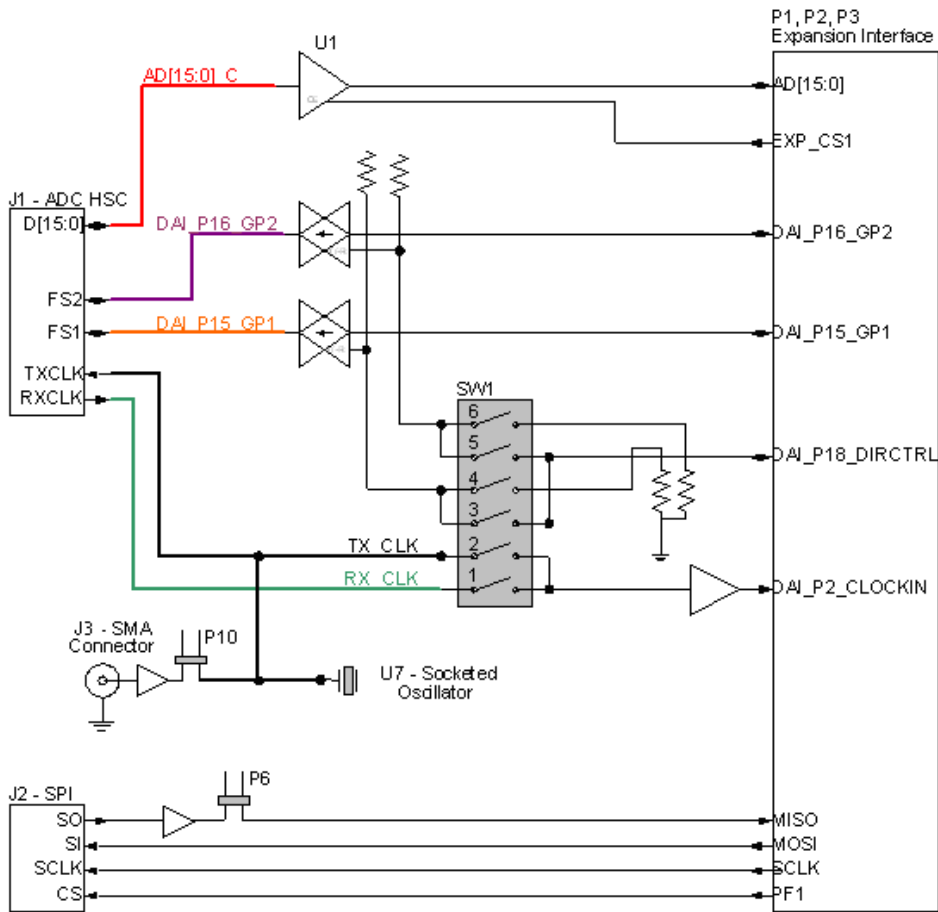 P1, P2, P3
Expansion Interface
U1
AD[15:0]_C
AD[15:0]
R
EXP_CS1
J1 - ADC HSC
D[15:0]
DAI_P16_GP2
DAI_P16_GP2
FS2
FS1
DAI_P15_GP1
DAI_P15_GP1
TXCLK
RXCLK
SW1
6
5
DAI_P18_DIRCTRL
4
3
TX_CLK
2
RX_CLK
1
DAI_P2_CLOCKIN
J3 - SMA
Connector
P10
U7 - Socketed
Oscillator
P6
J2 - SPI
SO
MISO
SI
MOSI
SCLK
SCLK
CS
PF1